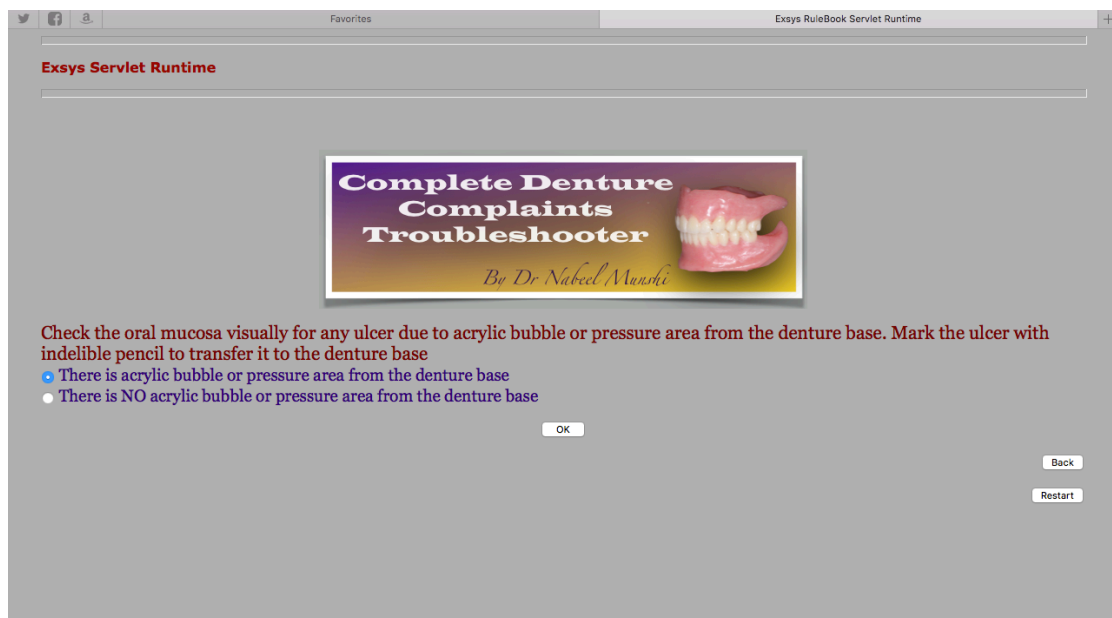 a
Favorites
Exsys RuleBook Servlet Runtime
+
Exsys Servlet Runtime
Complete Denture
Complaints
Troubleshooter
By Dr Nabeel Munshi
Check the oral mucosa visually for any ulcer due to acrylic bubble or pressure area from the denture base. Mark the ulcer with
indelible pencil to transfer it to the denture base
There is acrylic bubble or pressure area from the denture base
There is NO acrylic bubble or pressure area from the denture base
OK
Back
Restart